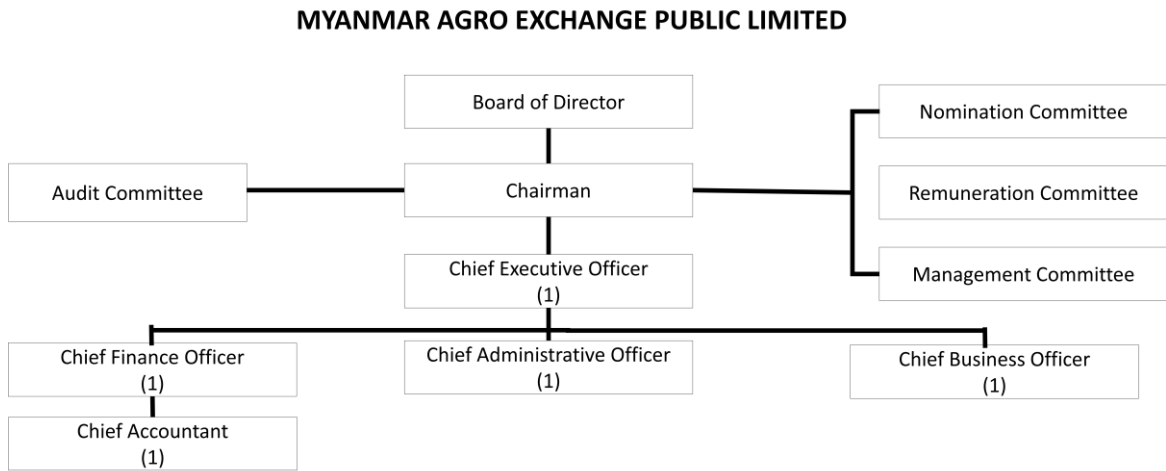 MYANMAR AGRO EXCHANGE PUBLIC LIMITED
Board of Director
Nomination Committee
Audit Committee
Chairman
Remuneration Committee
Chief Executive Officer
(1)
Management Committee
Chief Finance Officer
(1)
Chief Administrative Officer
(1)
Chief Business Officer
(1)
Chief Accountant
(1)